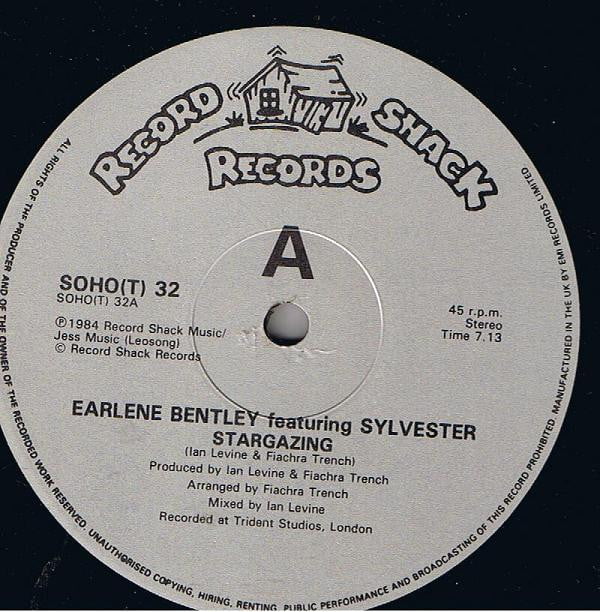 RECORD SHACK
RECORDS
A
SOHO(T) 32
SOHO(T) 32A
℗1984 Record Shack Music/
Jess Music (Leosong)
© Record Shack Records
45 r.p.m.
Stereo
Time 7.13
EARLENE BENTLEY featuring SYLVESTER
STARGAZING
(Ian Levine & Fiachra Trench)
Produced by Ian Levine & Fiachra Trench
Arranged by Fiachra Trench
Mixed by Ian Levine
Recorded at Trident Studios, London
ALL RIGHTS OF THE PRODUCER AND OF THE OWNER OF THE RECORDED WORK RESERVED. UNAUTHORISED COPYING, HIRING, RENTING, PUBLIC PERFORMANCE AND BROADCASTING OF THIS RECORD PROHIBITED. MANUFACTURED IN THE UK BY EMI RECORDS LIMITED.